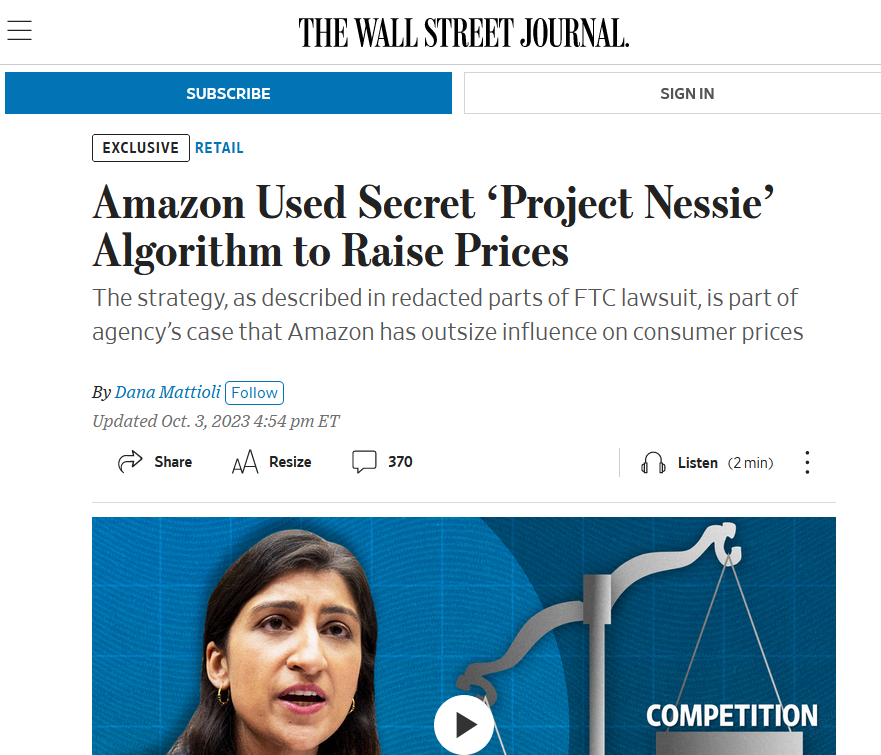 THE WALL STREET JOURNAL.
SUBSCRIBE
SIGN IN
EXCLUSIVE RETAIL
Amazon Used Secret ‘Project Nessie’
Algorithm to Raise Prices
The strategy, as described in redacted parts of FTC lawsuit, is part of
agency’s case that Amazon has outsize influence on consumer prices
By Dana Mattioli Follow
Updated Oct. 3, 2023 4:54 pm ET
Share
Resize
370
Listen (2 min)
COMPETITION